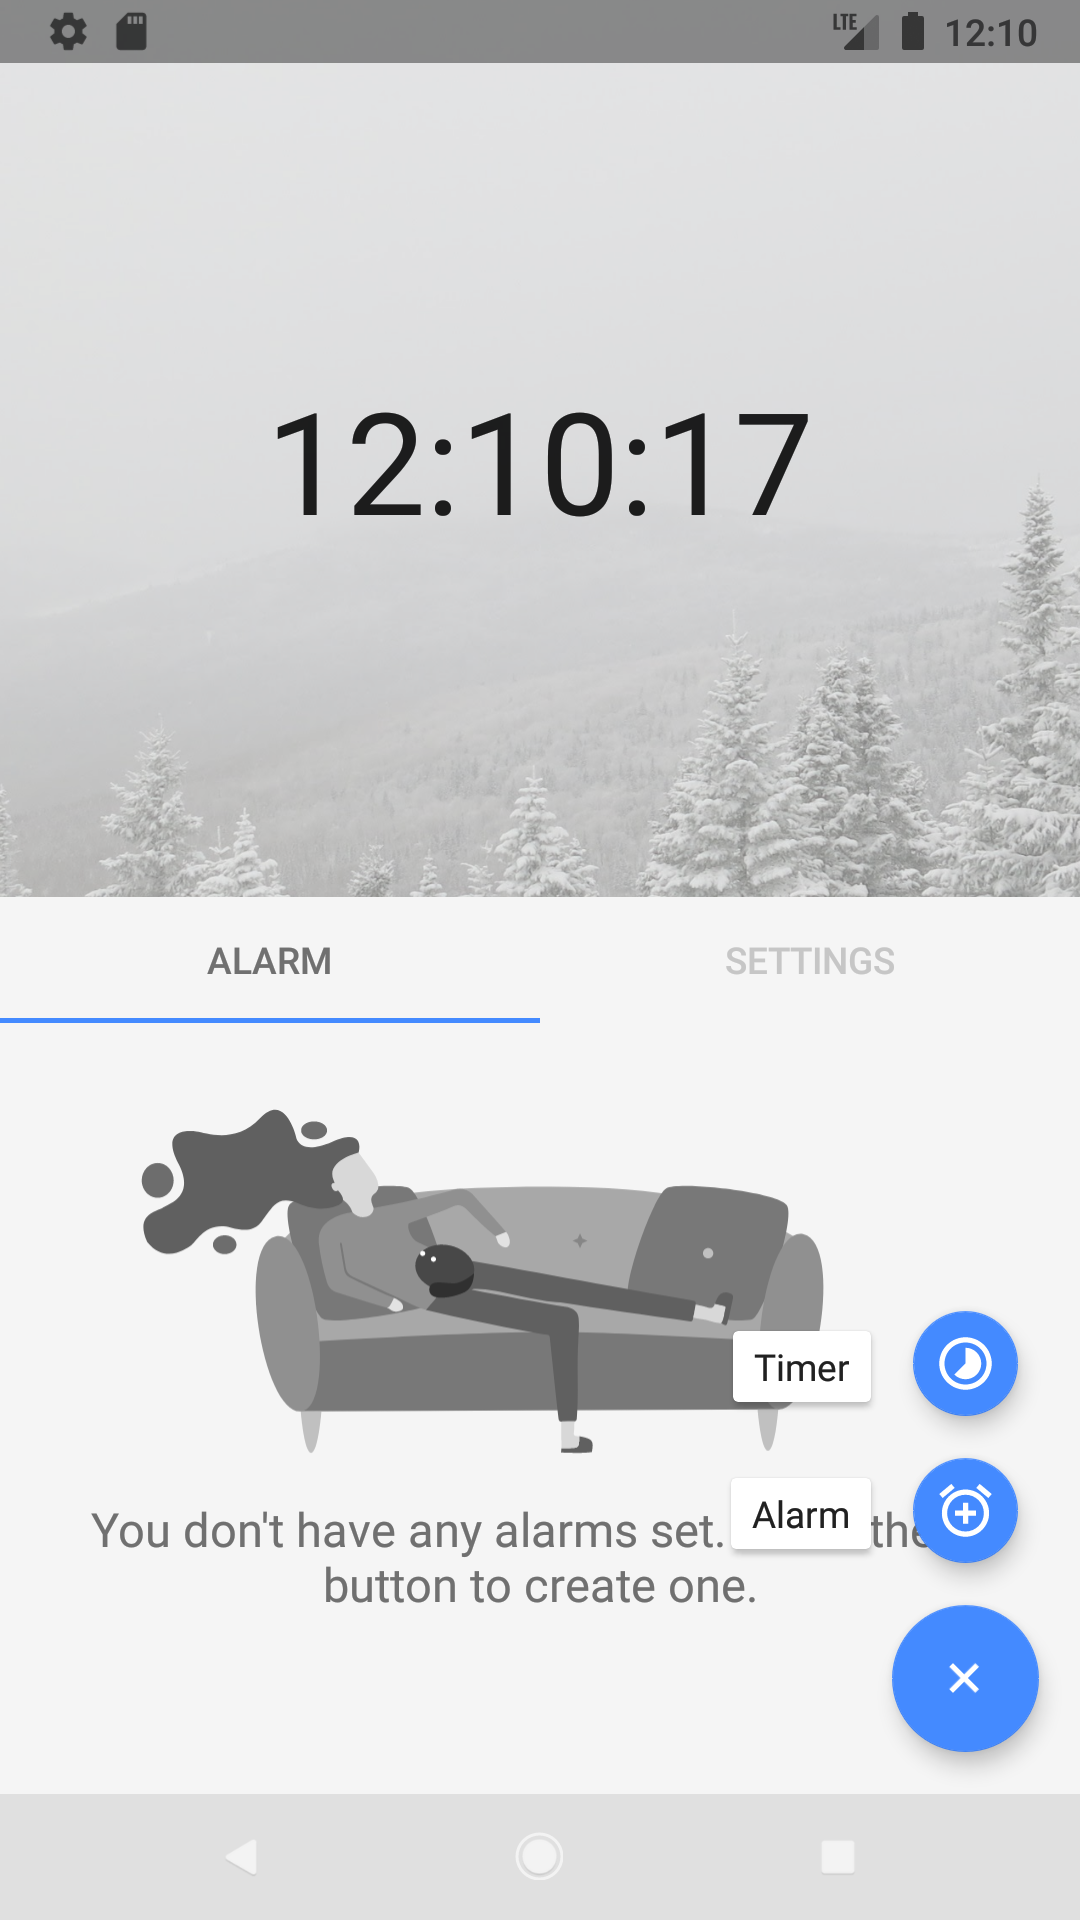 LTE 12:10
12:10:17
ALARM SETTINGS
Timer
You don't have any alarms set. the
Alarm
button to create one.